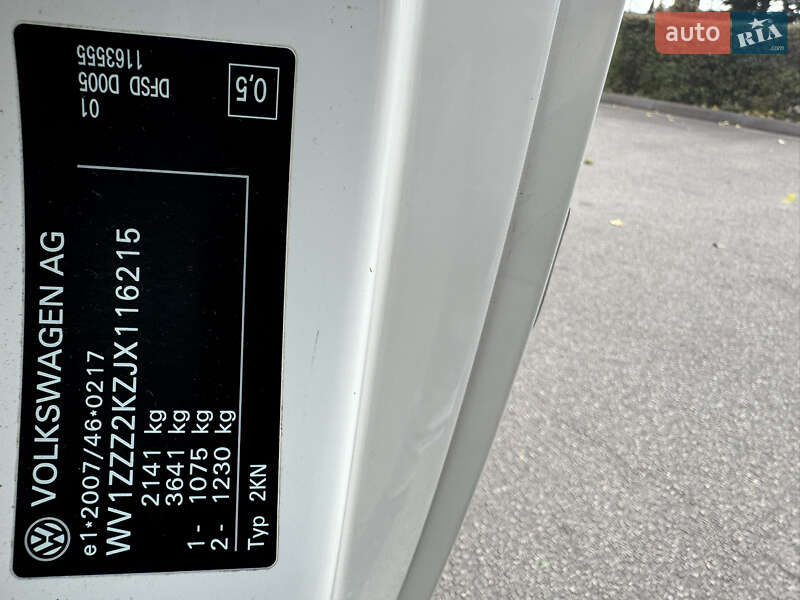 VOLKSWAGEN AG
e1*2007/46*0217
WV1ZZZ2KZJX116215
2141 kg
3641 kg
1- 1075 kg
2- 1230 kg
Typ 2KN
01
DFSD D005
1163555
0,5
auto RIA
.com